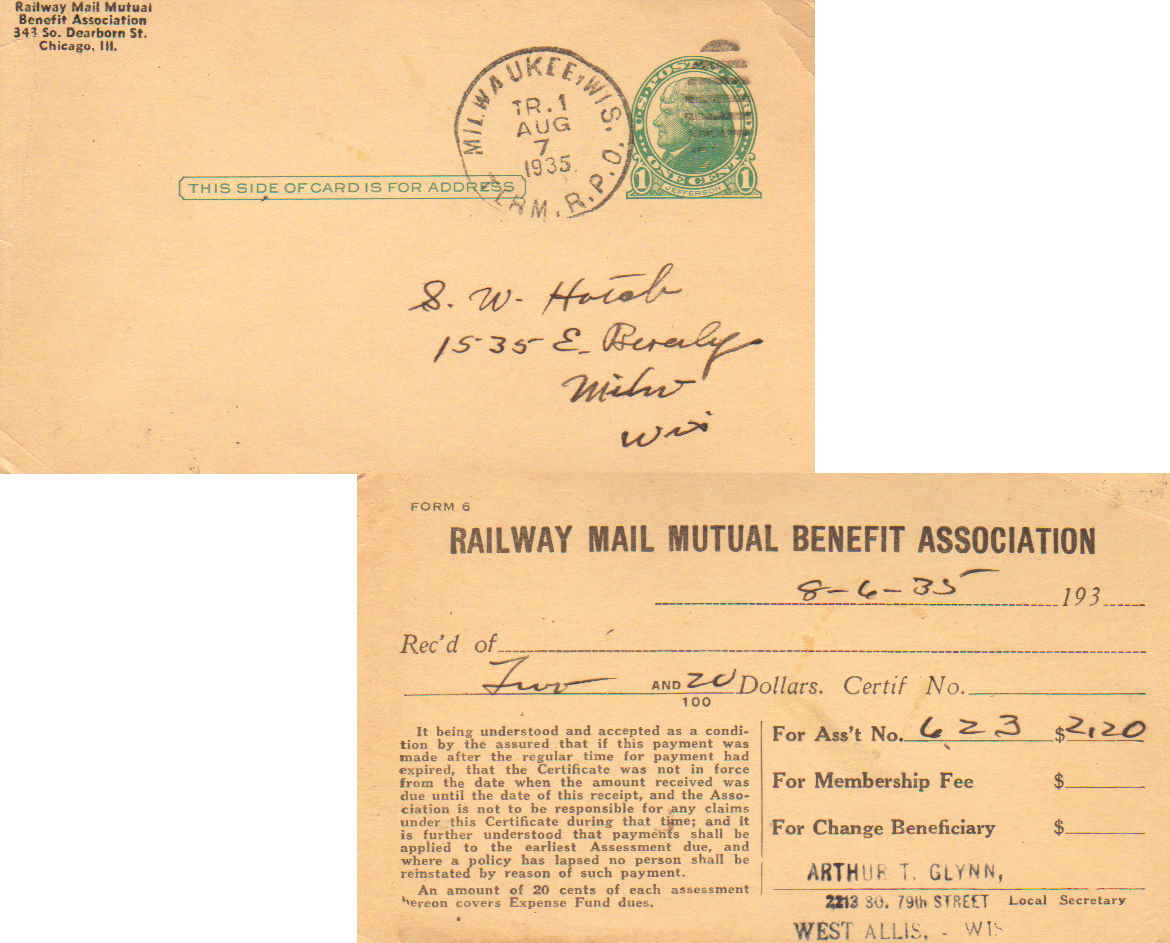 Railway Mail Mutual
Benefit Association
343 So. Dearborn St.
Chicago, Ill.
MILWAUKEE, WIS. TERM. R.P.O.
TR. 1
AUG
7
1935
U.S. POSTAL CARD
1 ONE CENT 1
JEFFERSON
THIS SIDE OF CARD IS FOR ADDRESS
S. W. Hotch
1535 E. Beverly
Milw
Wis
FORM 6
RAILWAY MAIL MUTUAL BENEFIT ASSOCIATION
8-6-35 193
Rec'd of
Two AND 20/100 Dollars. Certif No.
It being understood and accepted as a condi-
tion by the assured that if this payment was
made after the regular time for payment had
expired, that the Certificate was not in force
from the date when the amount received was
due until the date of this receipt, and the Asso-
ciation is not to be responsible for any claims
under this Certificate during that time; and it
is further understood that payments shall be
applied to the earliest Assessment due, and
where a policy has lapsed no person shall be
reinstated by reason of such payment.
An amount of 20 cents of each assessment
hereon covers Expense Fund dues.
For Ass't No. 623 $2.20
For Membership Fee $
For Change Beneficiary $
ARTHUR T. GLYNN,
2213 SO. 79th STREET Local Secretary
WEST ALLIS, - WIS